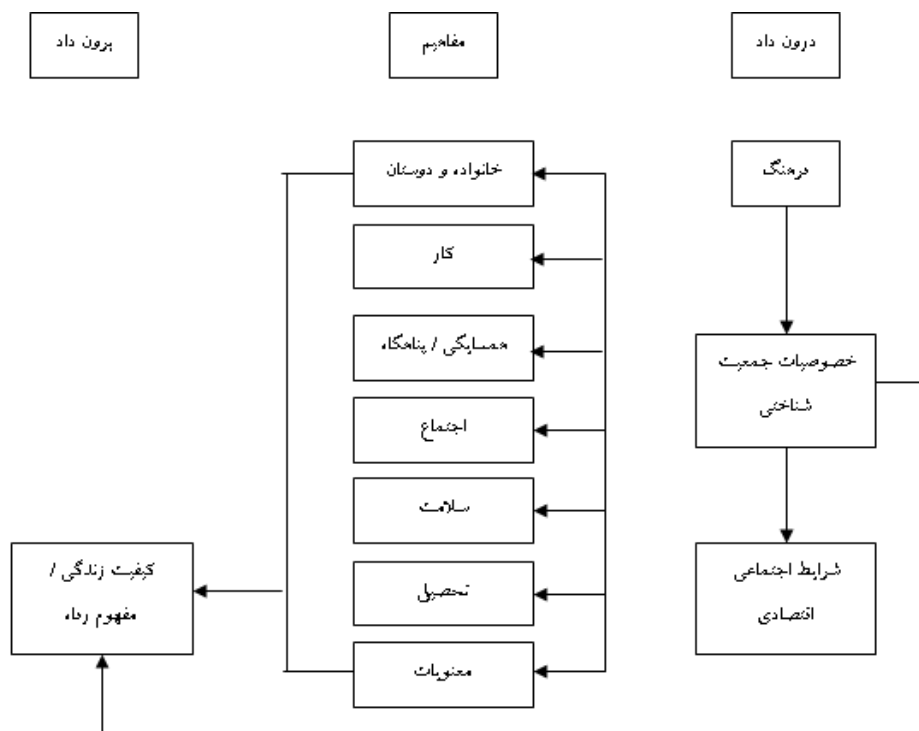 درون داد
مفاهیم
برون داد
فرهنگ
خصوصیات جمعیت
شناختی
شرایط اجتماعی
اقتصادی
خانواده و دوستان
کار
همسایگی / پناهگاه
اجتماع
سلامت
تحصیل
معنویات
کیفیت زندگی /
مفهوم رفاه